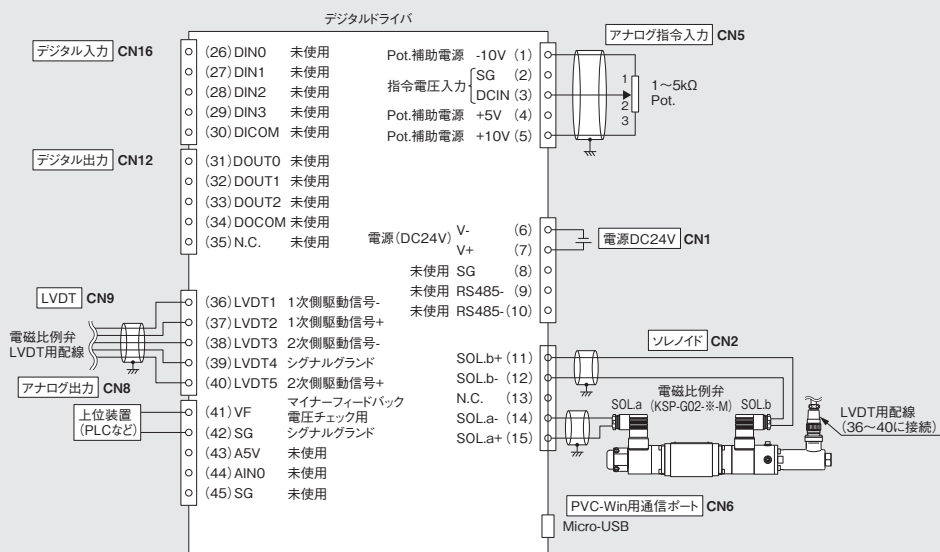 デジタルドライバ
デジタル入力 CN16
(26) DIN0 未使用
(27) DIN1 未使用
(28) DIN2 未使用
(29) DIN3 未使用
(30) DICOM 未使用
デジタル出力 CN12
(31) DOUT0 未使用
(32) DOUT1 未使用
(33) DOUT2 未使用
(34) DOCOM 未使用
(35) N.C. 未使用
LVDT CN9
電磁比例弁
LVDT用配線
(36) LVDT1 1次側駆動信号-
(37) LVDT2 1次側駆動信号+
(38) LVDT3 2次側駆動信号-
(39) LVDT4 シグナルグランド
(40) LVDT5 2次側駆動信号+
アナログ出力 CN8
上位装置
(PLCなど)
(41) VF マイナーフィードバック
電圧チェック用
(42) SG シグナルグランド
(43) A5V 未使用
(44) AIN0 未使用
(45) SG 未使用
アナログ指令入力 CN5
Pot.補助電源 -10V (1)
指令電圧入力 SG (2)
DCIN (3)
Pot.補助電源 +5V (4)
Pot.補助電源 +10V (5)
1
2
3
1~5kΩ
Pot.
電源(DC24V) V- (6)
V+ (7)
電源DC24V CN1
未使用 SG (8)
未使用 RS485- (9)
未使用 RS485- (10)
ソレノイド CN2
SOL.b+ (11)
SOL.b- (12)
N.C. (13)
SOL.a- (14)
SOL.a+ (15)
電磁比例弁
SOL.a (KSP-G02-※-M) SOL.b
LVDT用配線
(36~40に接続)
PVC-Win用通信ポート CN6
Micro-USB